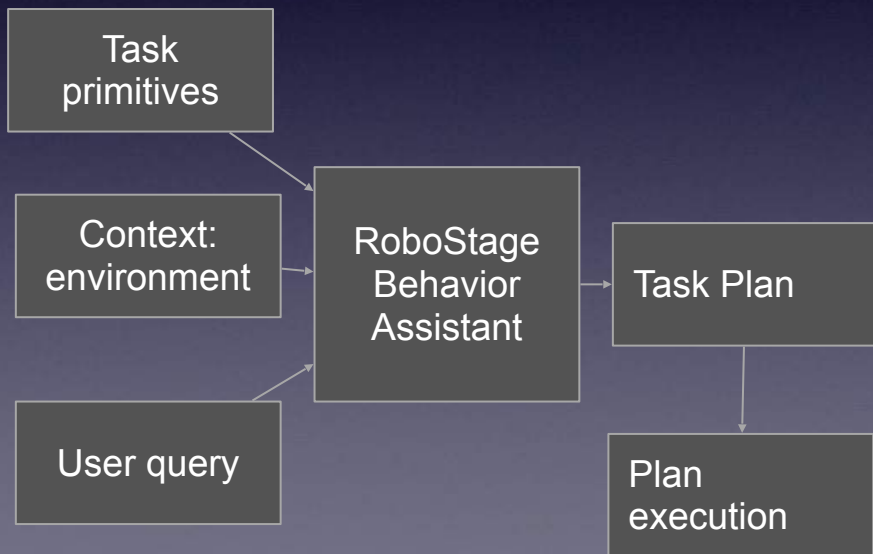 Task
primitives
Context:
environment
User query
RoboStage
Behavior
Assistant
Task Plan
Plan
execution